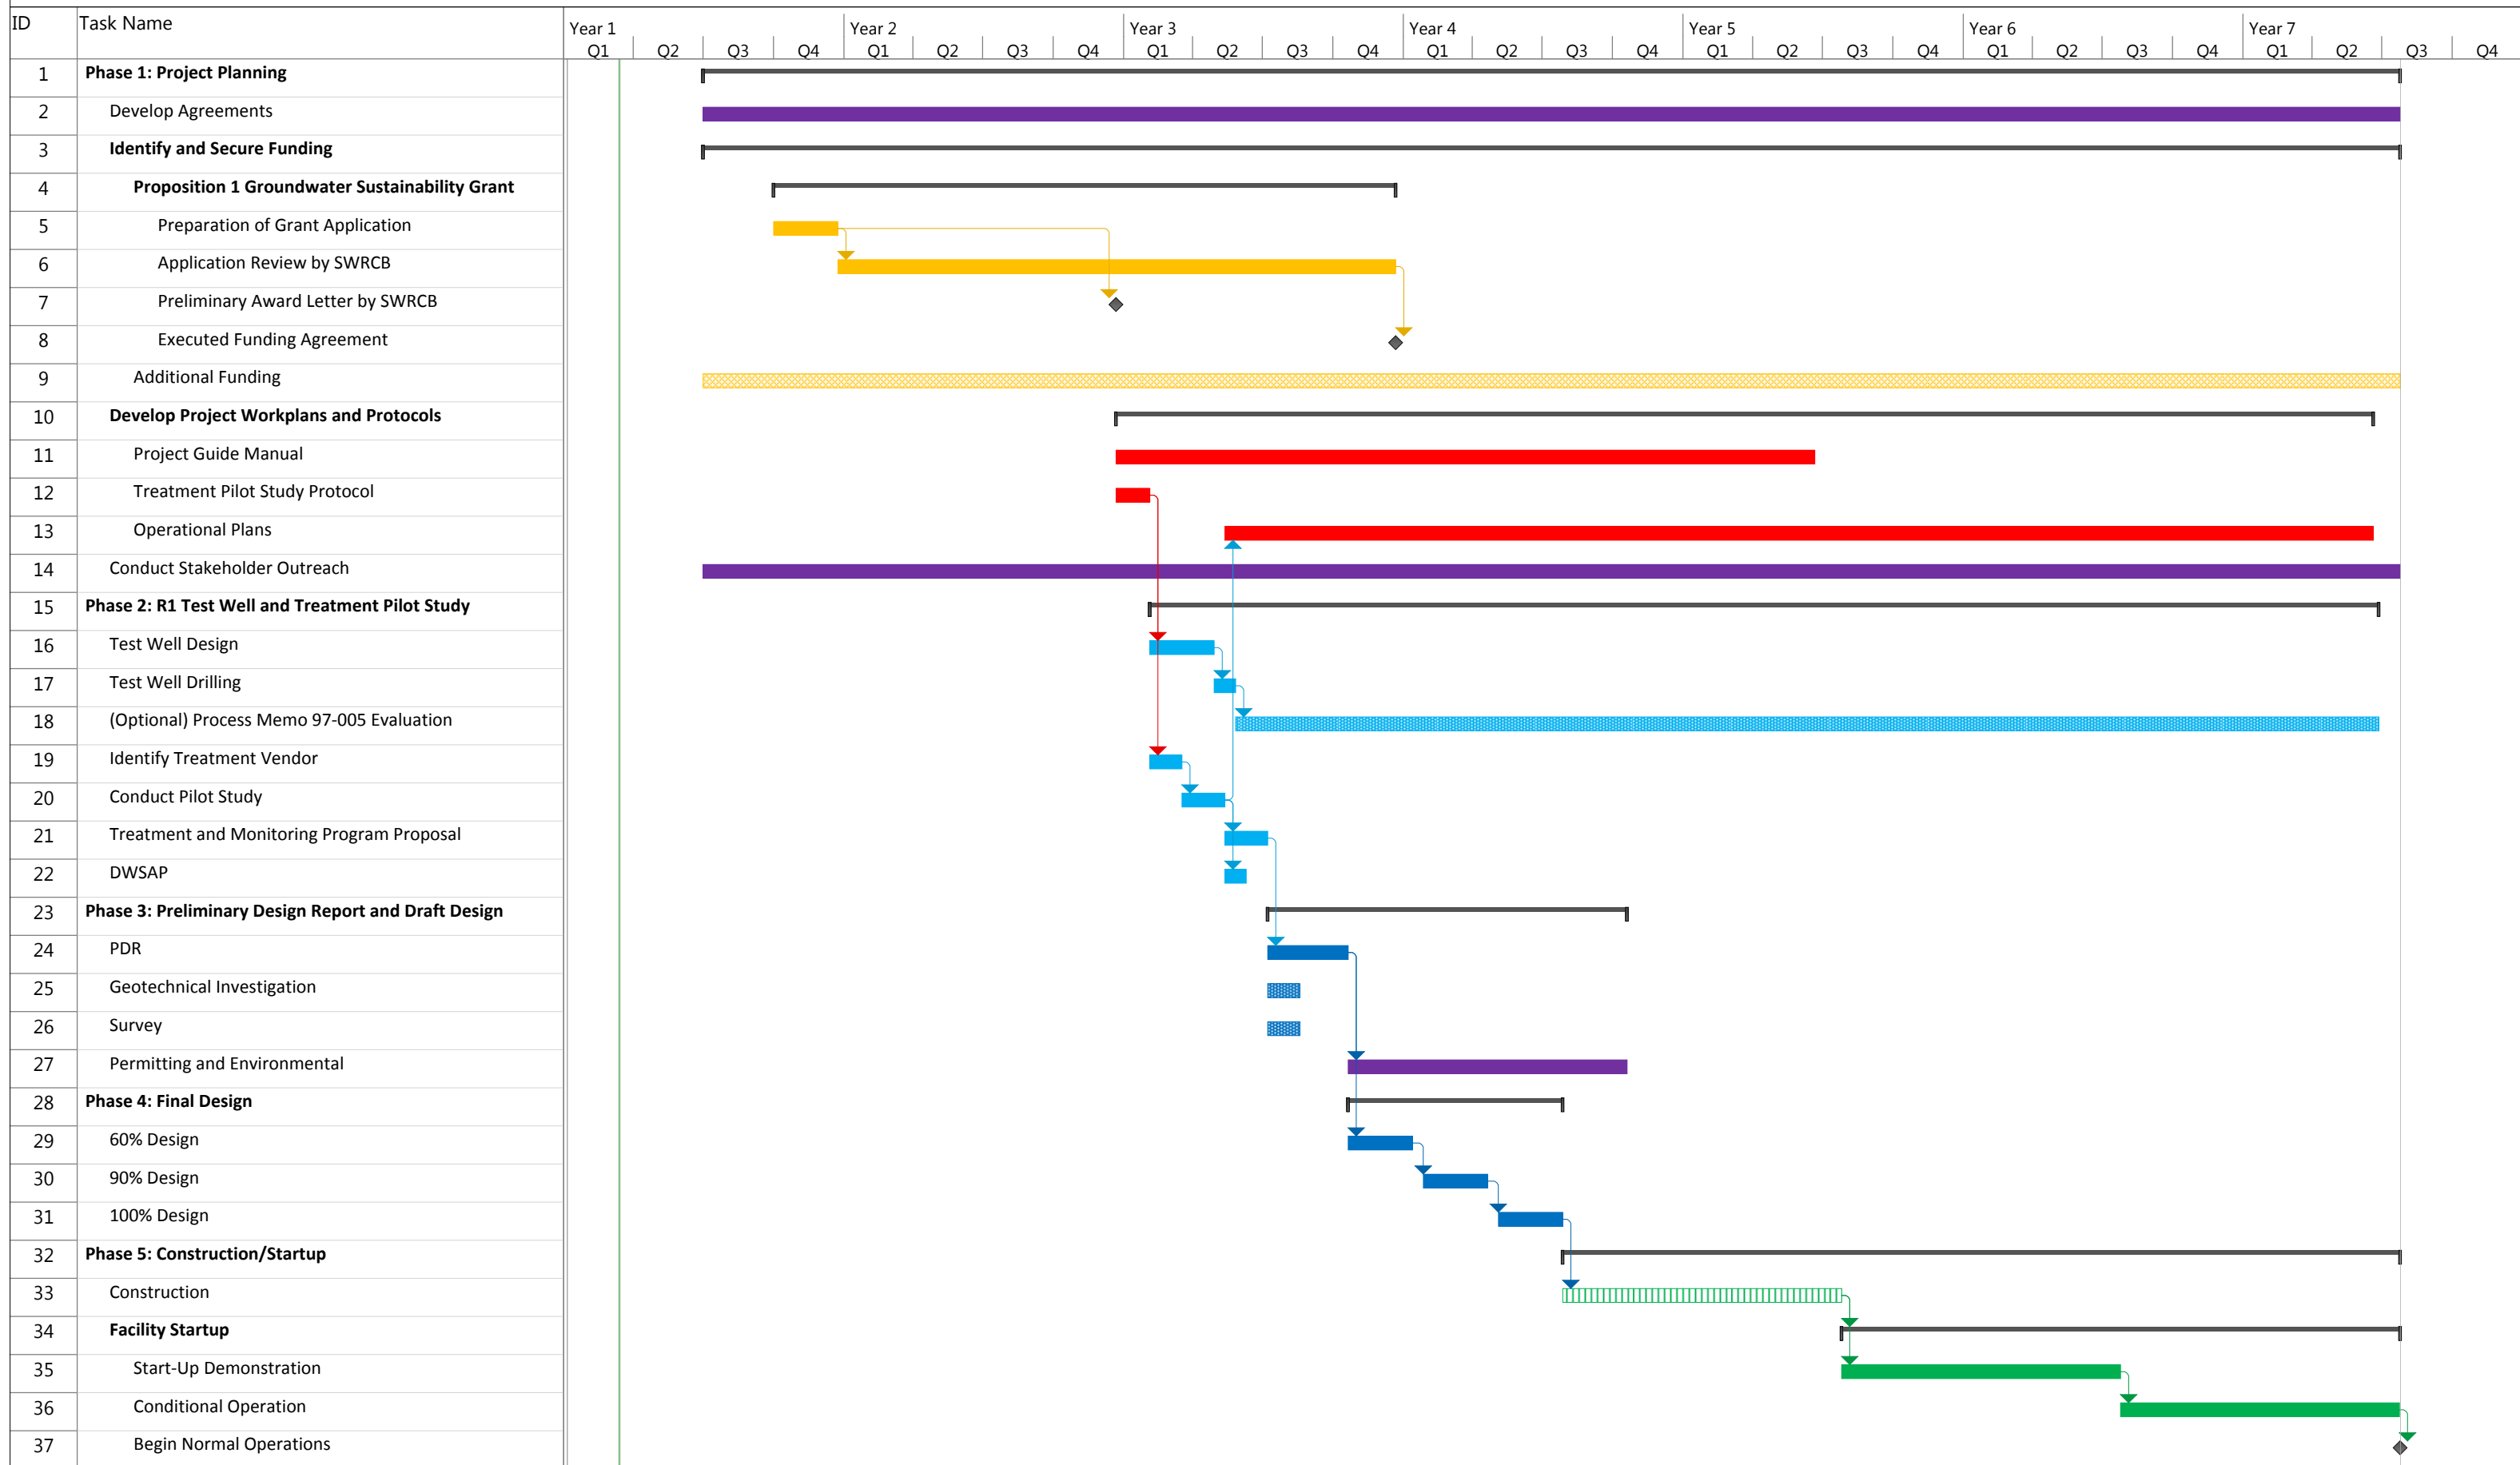 ID Task Name Year 1 Year 2 Year 3 Year 4 Year 5 Year 6 Year 7
Q1 Q2 Q3 Q4 Q1 Q2 Q3 Q4 Q1 Q2 Q3 Q4 Q1 Q2 Q3 Q4 Q1 Q2 Q3 Q4 Q1 Q2 Q3 Q4 Q1 Q2 Q3 Q4
1 Phase 1: Project Planning
2 Develop Agreements
3 Identify and Secure Funding
4 Proposition 1 Groundwater Sustainability Grant
5 Preparation of Grant Application
6 Application Review by SWRCB
7 Preliminary Award Letter by SWRCB
8 Executed Funding Agreement
9 Additional Funding
10 Develop Project Workplans and Protocols
11 Project Guide Manual
12 Treatment Pilot Study Protocol
13 Operational Plans
14 Conduct Stakeholder Outreach
15 Phase 2: R1 Test Well and Treatment Pilot Study
16 Test Well Design
17 Test Well Drilling
18 (Optional) Process Memo 97-005 Evaluation
19 Identify Treatment Vendor
20 Conduct Pilot Study
21 Treatment and Monitoring Program Proposal
22 DWSAP
23 Phase 3: Preliminary Design Report and Draft Design
24 PDR
25 Geotechnical Investigation
26 Survey
27 Permitting and Environmental
28 Phase 4: Final Design
29 60% Design
30 90% Design
31 100% Design
32 Phase 5: Construction/Startup
33 Construction
34 Facility Startup
35 Start-Up Demonstration
36 Conditional Operation
37 Begin Normal Operations